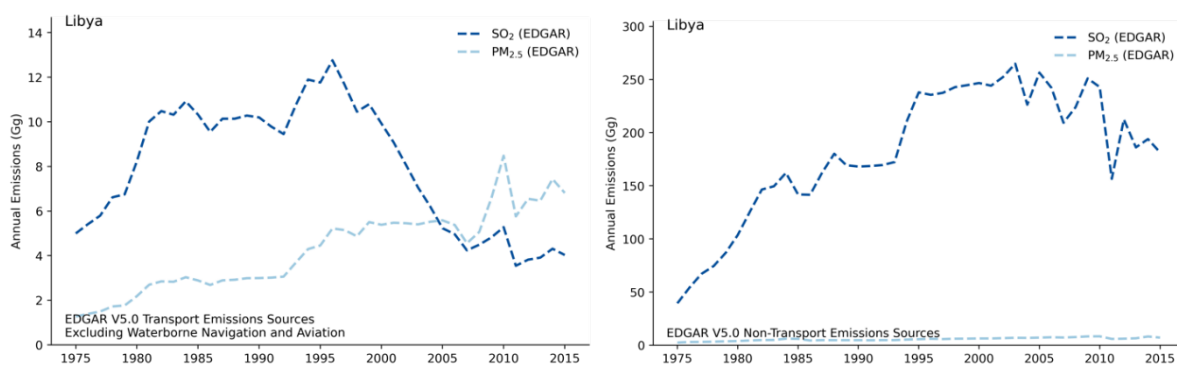 Libya
SO₂ (EDGAR)
PM₂.₅ (EDGAR)
Annual Emissions (Gg)
14
12
10
8
6
4
2
0
EDGAR V5.0 Transport Emissions Sources
Excluding Waterborne Navigation and Aviation
1975 1980 1985 1990 1995 2000 2005 2010 2015
Libya
SO₂ (EDGAR)
PM₂.₅ (EDGAR)
Annual Emissions (Gg)
300
250
200
150
100
50
0
EDGAR V5.0 Non-Transport Emissions Sources
1975 1980 1985 1990 1995 2000 2005 2010 2015